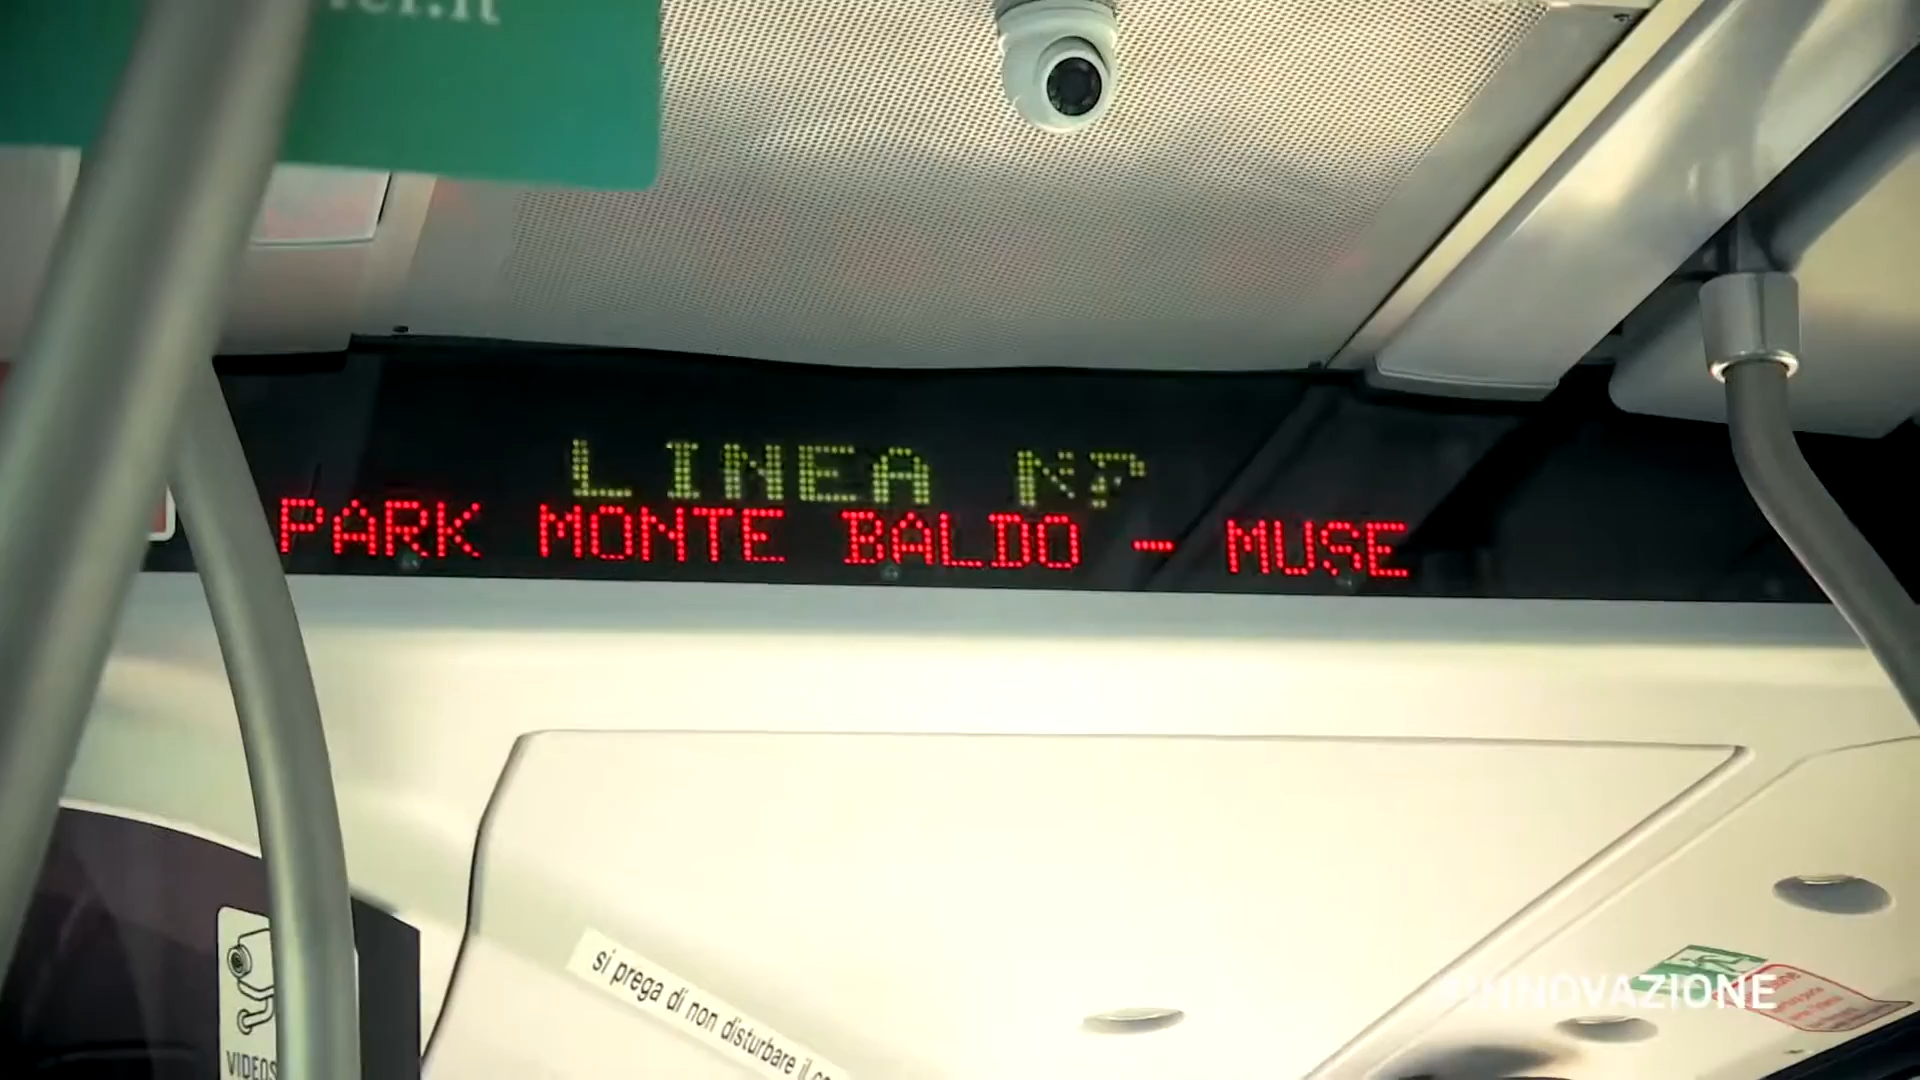 LINEA
PARK MONTE BALDO - MUSE
si prega di non disturbare il
INNOVAZIONE